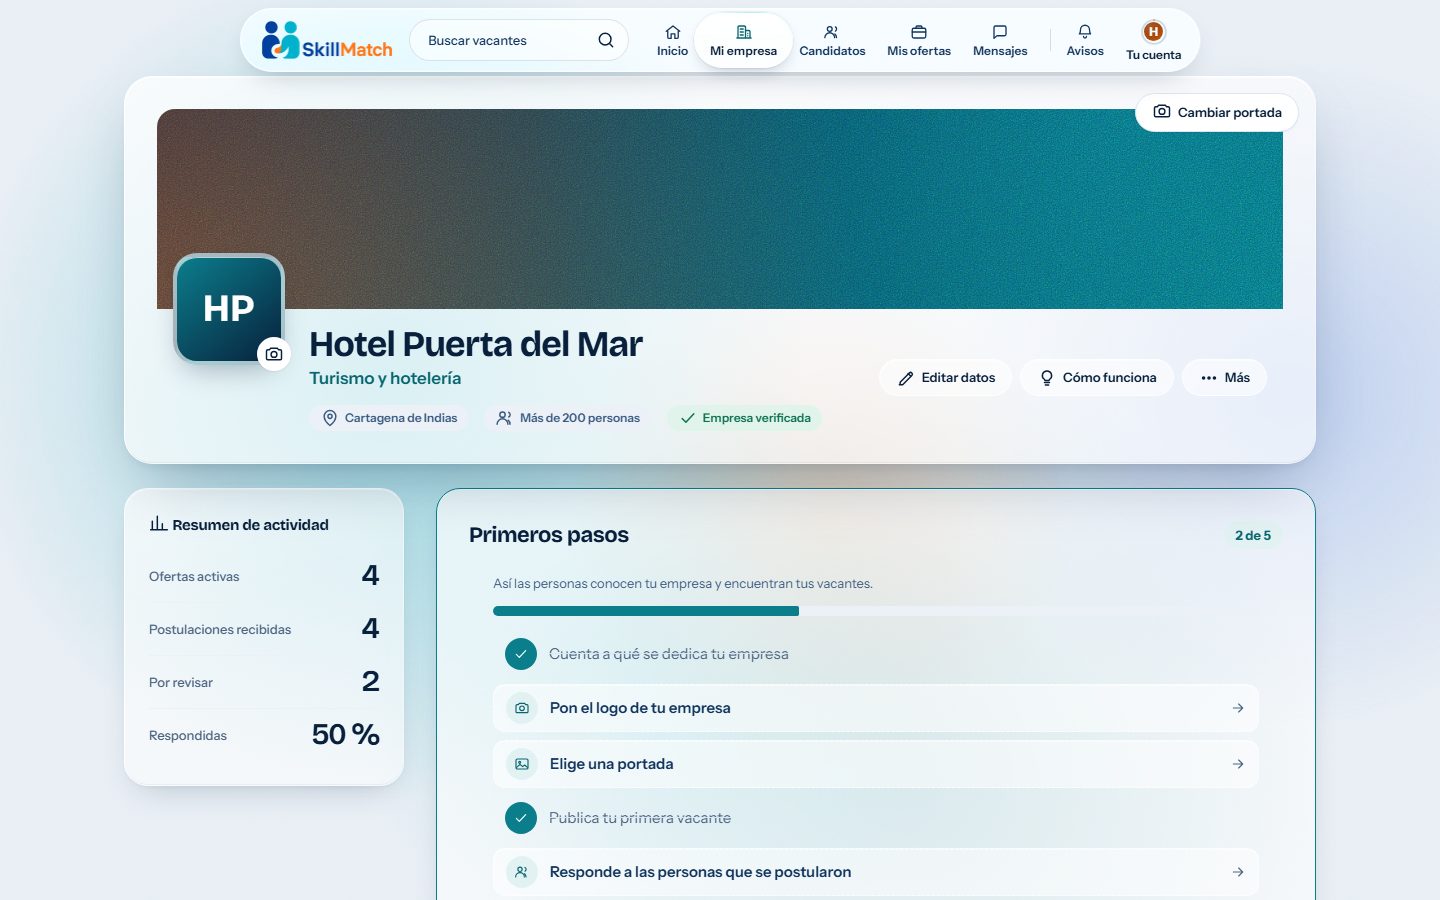 SkillMatch
Buscar vacantes
Inicio
Mi empresa
Candidatos
Mis ofertas
Mensajes
Avisos
H
Tu cuenta
Cambiar portada
HP
Hotel Puerta del Mar
Turismo y hotelería
Editar datos
Cómo funciona
Más
Cartagena de Indias
Más de 200 personas
Empresa verificada
Resumen de actividad
Ofertas activas 4
Postulaciones recibidas 4
Por revisar 2
Respondidas 50 %
Primeros pasos
2 de 5
Así las personas conocen tu empresa y encuentran tus vacantes.
Cuenta a qué se dedica tu empresa
Pon el logo de tu empresa
Elige una portada
Publica tu primera vacante
Responde a las personas que se postularon